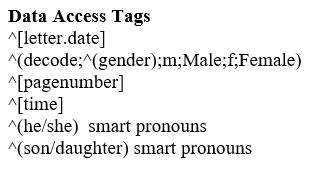 Data Access Tags
^[letter.date]
^(decode;^(gender);m;Male;f;Female)
^[pagenumber]
^[time]
^(he/she)  smart pronouns
^(son/daughter) smart pronouns